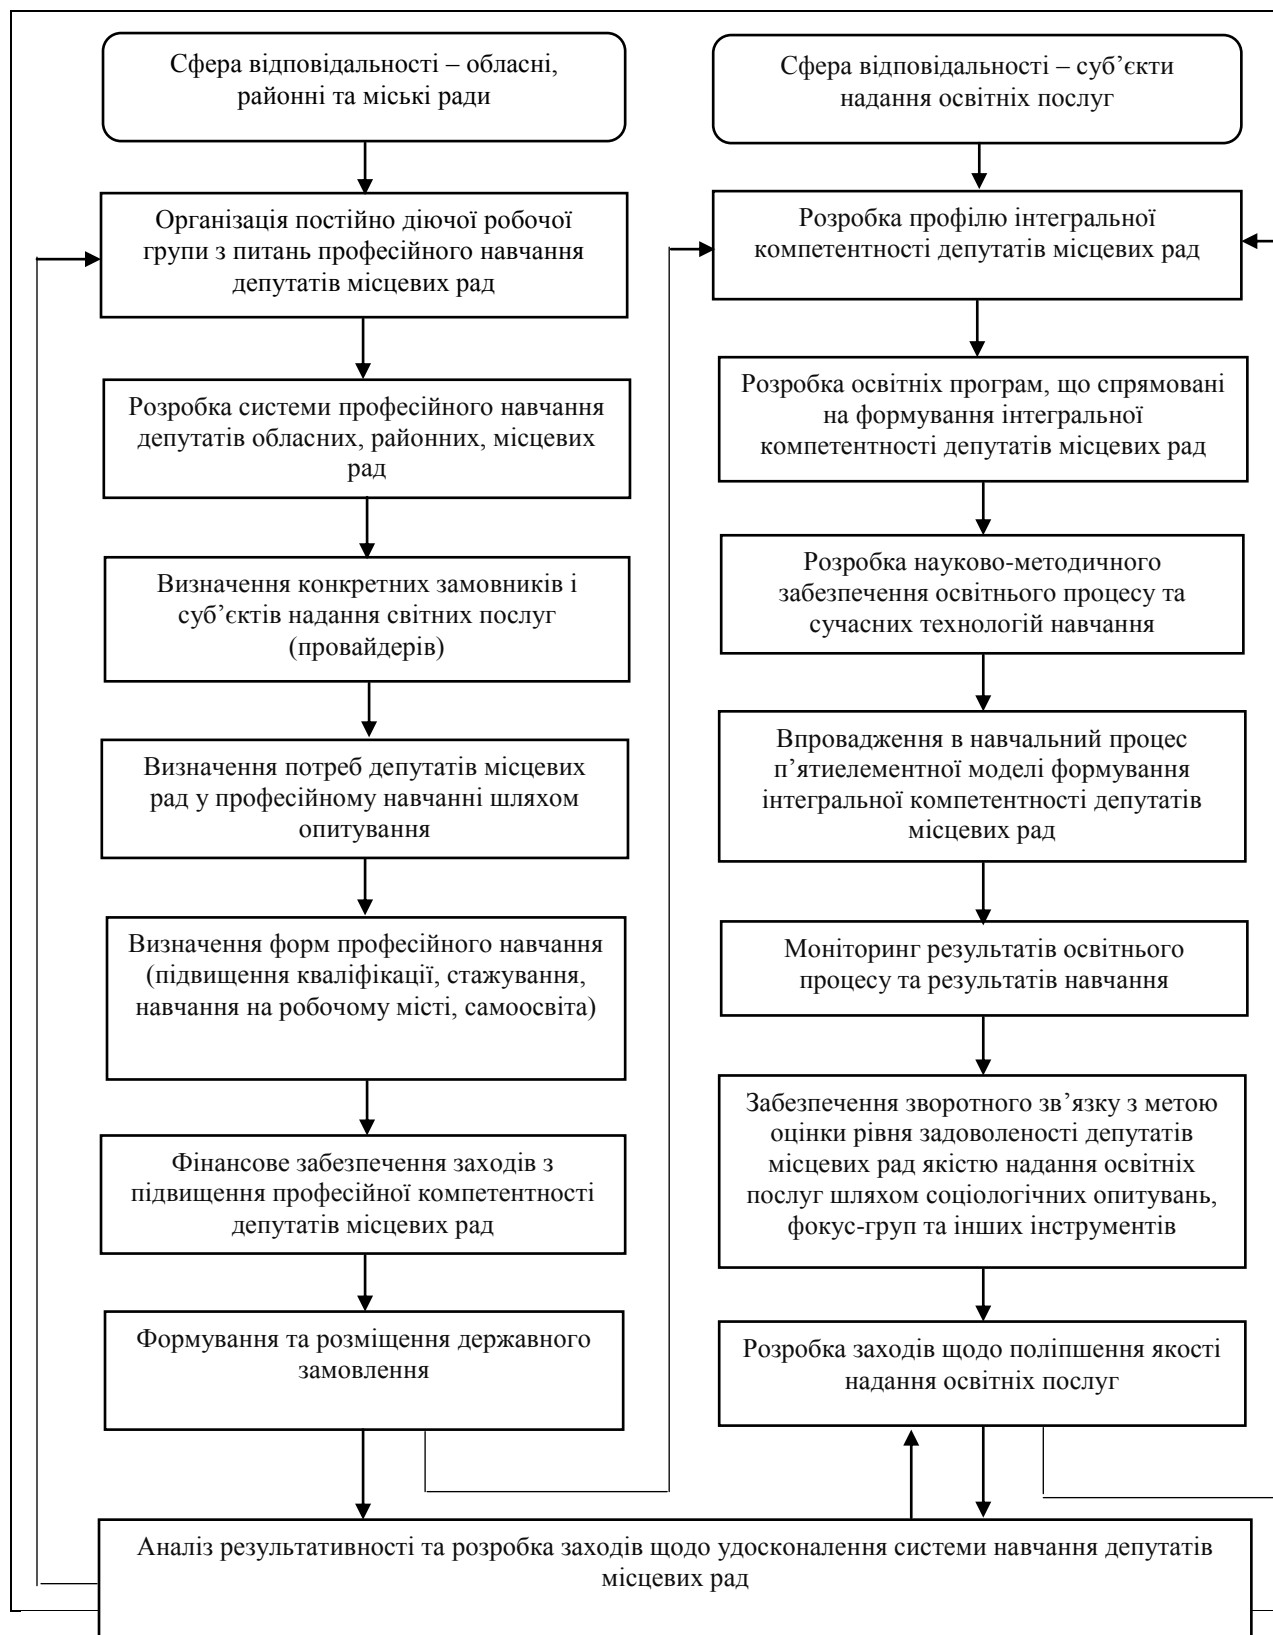 Сфера відповідальності – обласні,
районні та міські ради
Організація постійно діючої робочої
групи з питань професійного навчання
депутатів місцевих рад
Розробка системи професійного навчання
депутатів обласних, районних, місцевих
рад
Визначення конкретних замовників і
суб’єктів надання світних послуг
(провайдерів)
Визначення потреб депутатів місцевих
рад у професійному навчанні шляхом
опитування
Визначення форм професійного навчання
(підвищення кваліфікації, стажування,
навчання на робочому місті, самоосвіта)
Фінансове забезпечення заходів з
підвищення професійної компетентності
депутатів місцевих рад
Формування та розміщення державного
замовлення
Сфера відповідальності – суб’єкти
надання освітніх послуг
Розробка профілю інтегральної
компетентності депутатів місцевих рад
Розробка освітніх програм, що спрямовані
на формування інтегральної
компетентності депутатів місцевих рад
Розробка науково-методичного
забезпечення освітнього процесу та
сучасних технологій навчання
Впровадження в навчальний процес
п’ятиелементної моделі формування
інтегральної компетентності депутатів
місцевих рад
Моніторинг результатів освітнього
процесу та результатів навчання
Забезпечення зворотного зв’язку з метою
оцінки рівня задоволеності депутатів
місцевих рад якістю надання освітніх
послуг шляхом соціологічних опитувань,
фокус-груп та інших інструментів
Розробка заходів щодо поліпшення якості
надання освітніх послуг
Аналіз результативності та розробка заходів щодо удосконалення системи навчання депутатів
місцевих рад